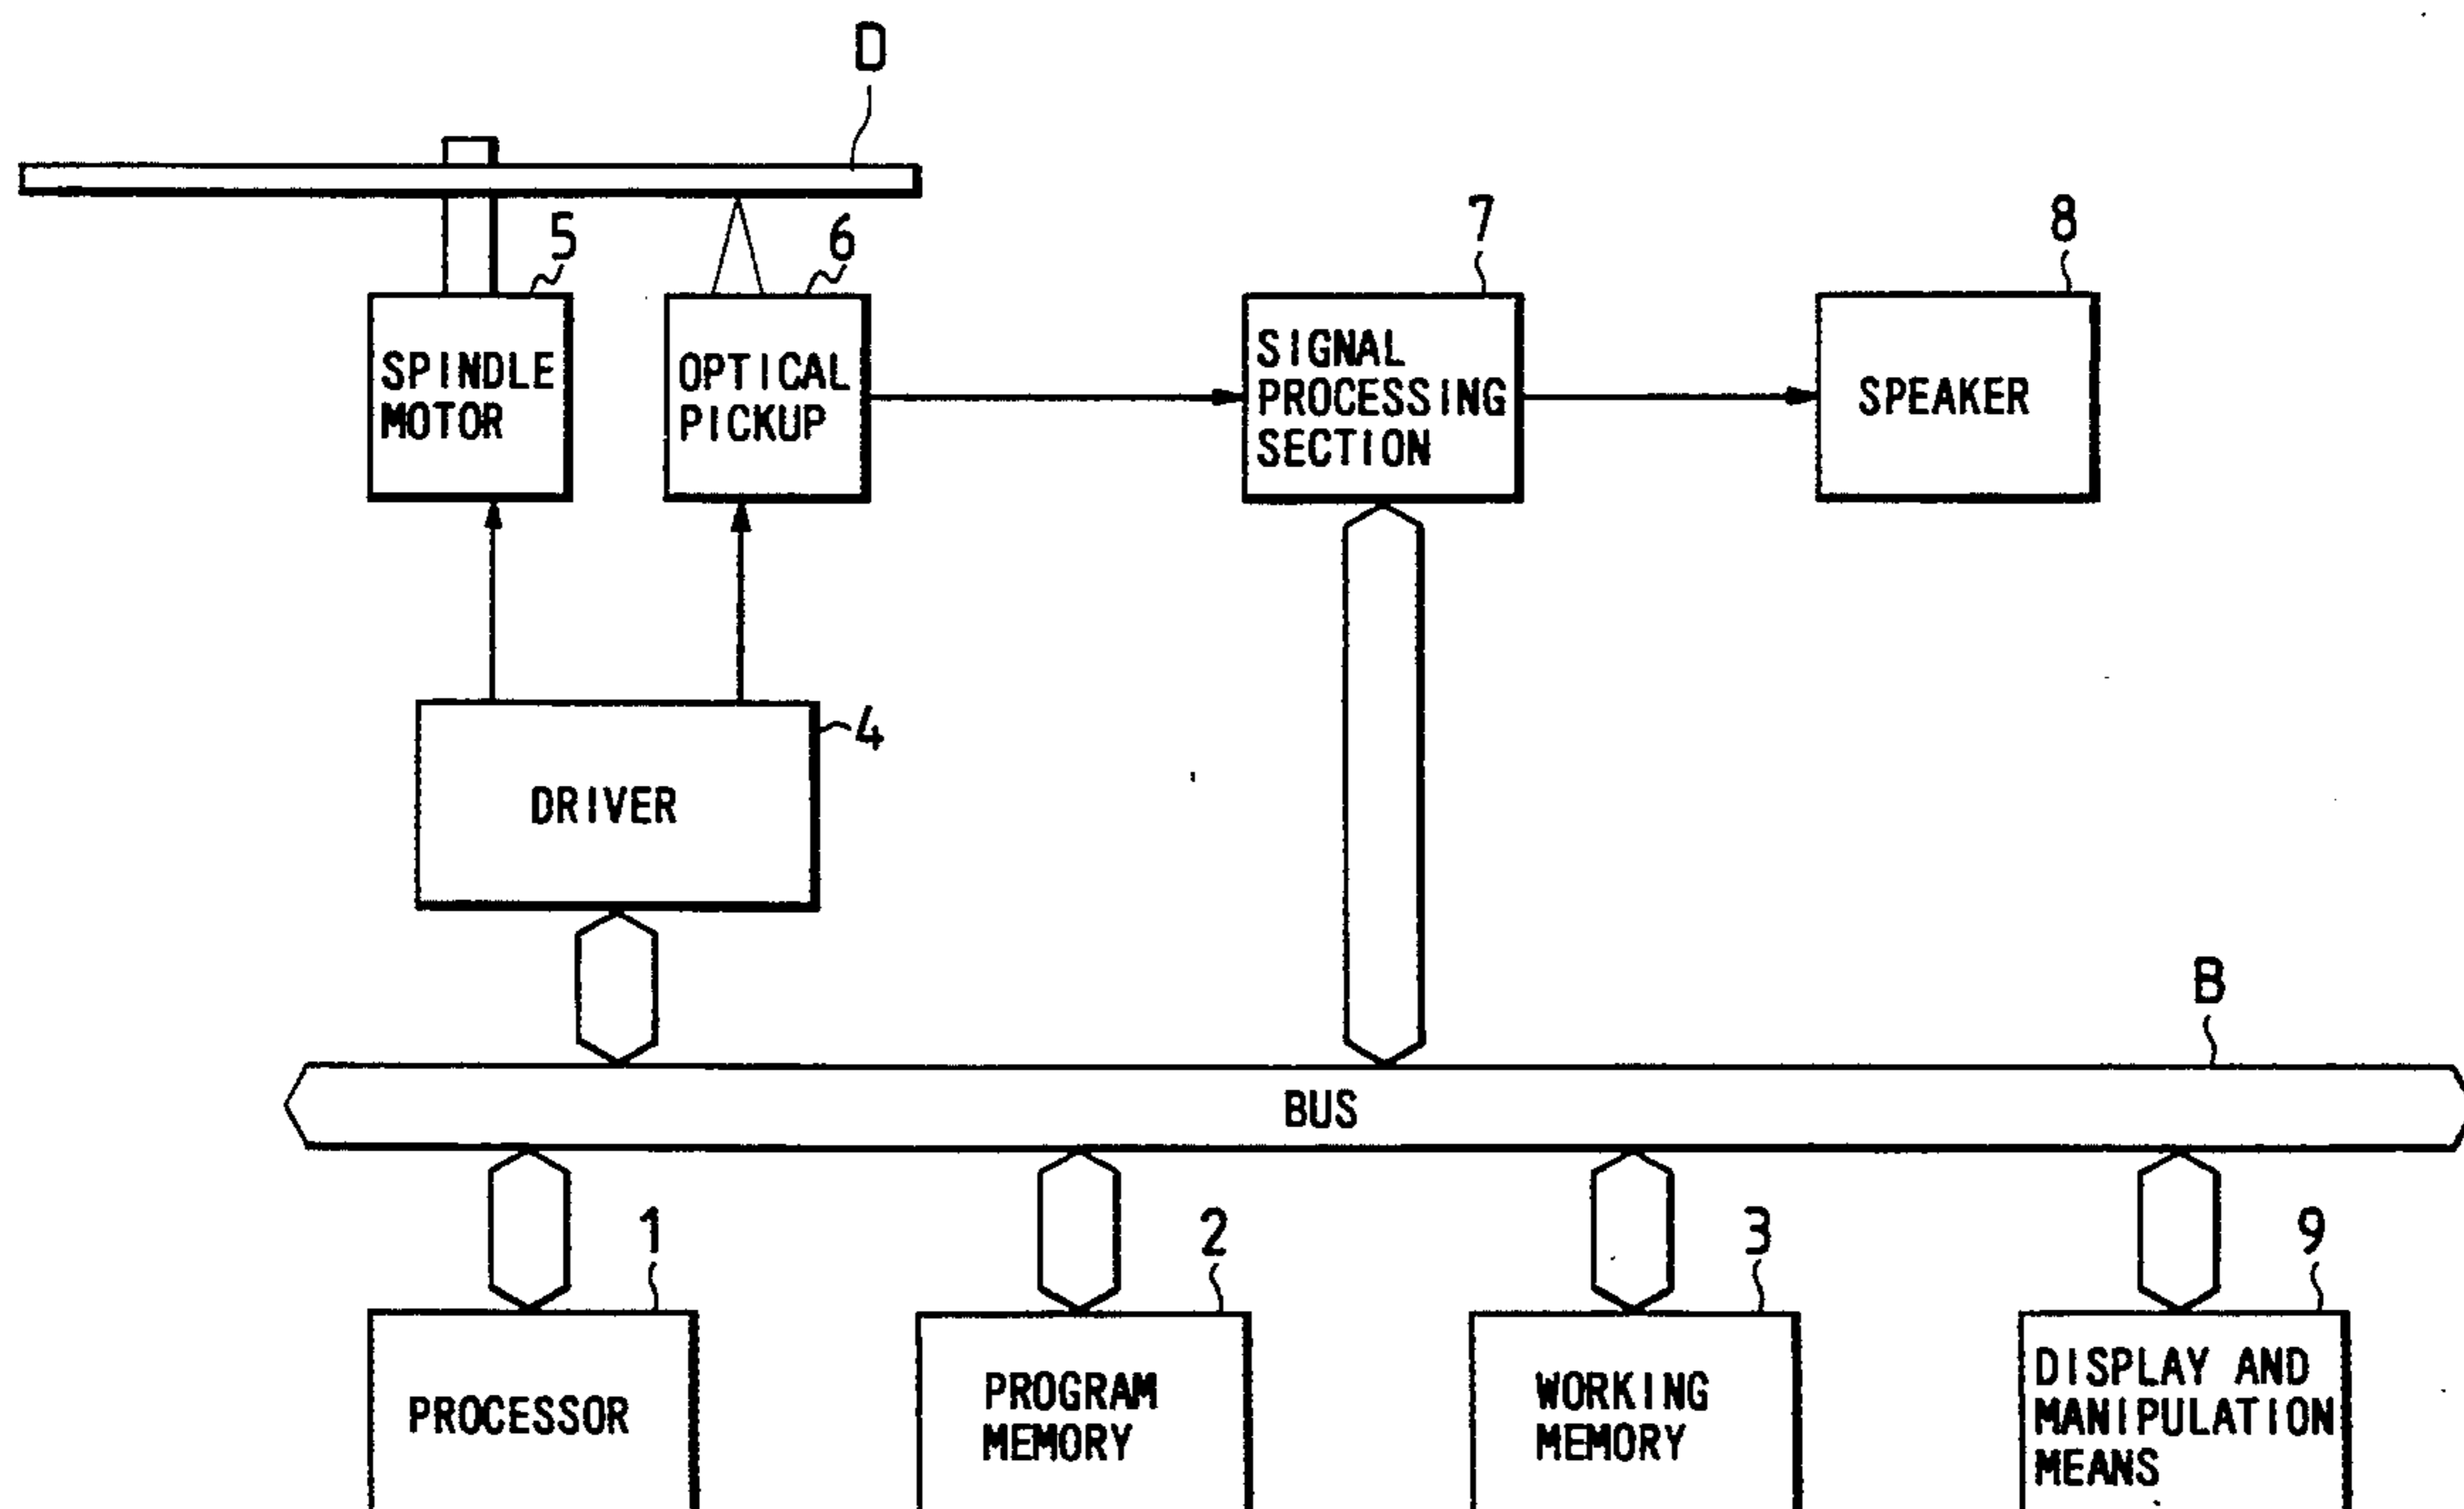 D
5
6
7
8
SPINDLE
MOTOR
OPTICAL
PICKUP
SIGNAL
PROCESSING
SECTION
SPEAKER
4
DRIVER
B
BUS
1
2
3
9
PROCESSOR
PROGRAM
MEMORY
WORKING
MEMORY
DISPLAY AND
MANIPULATION
MEANS